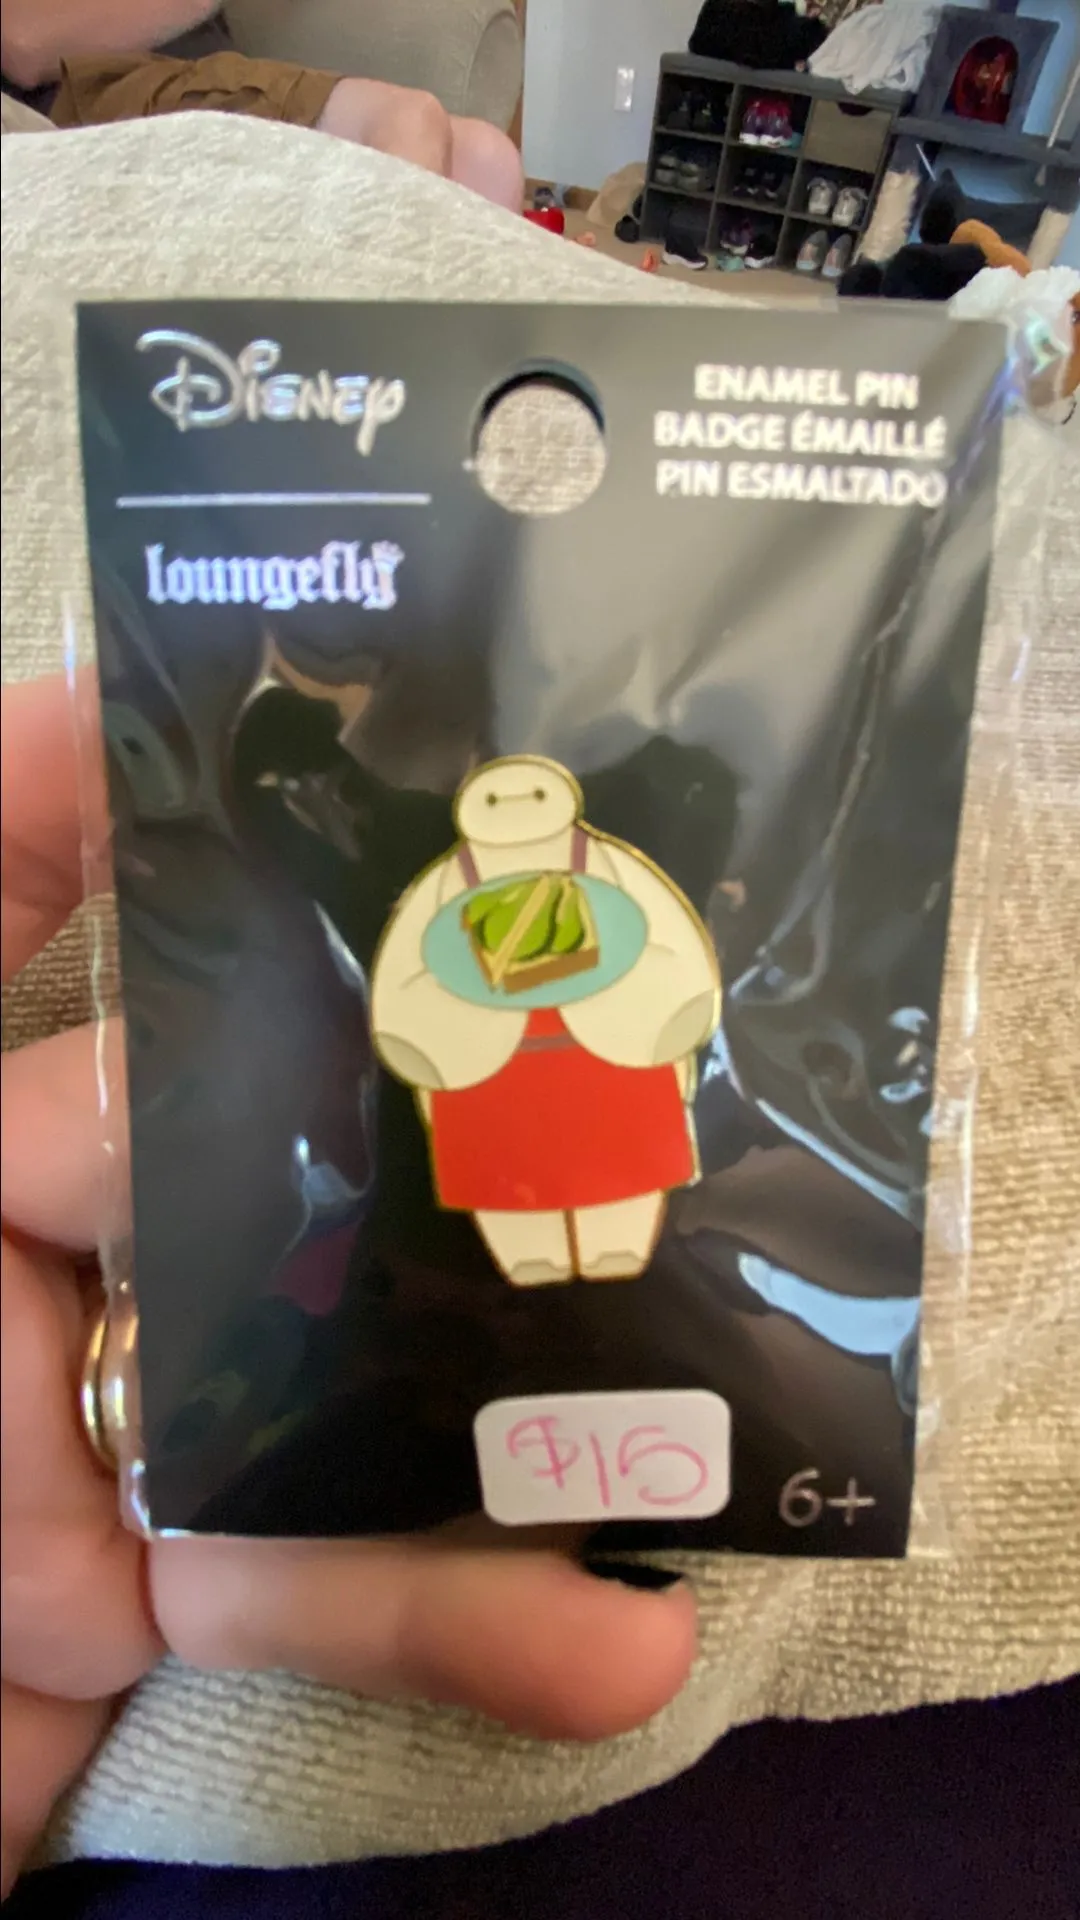 Disney
loungefly
ENAMEL PIN
BADGE ÉMAILLÉ
PIN ESMALTADO
$15
6+